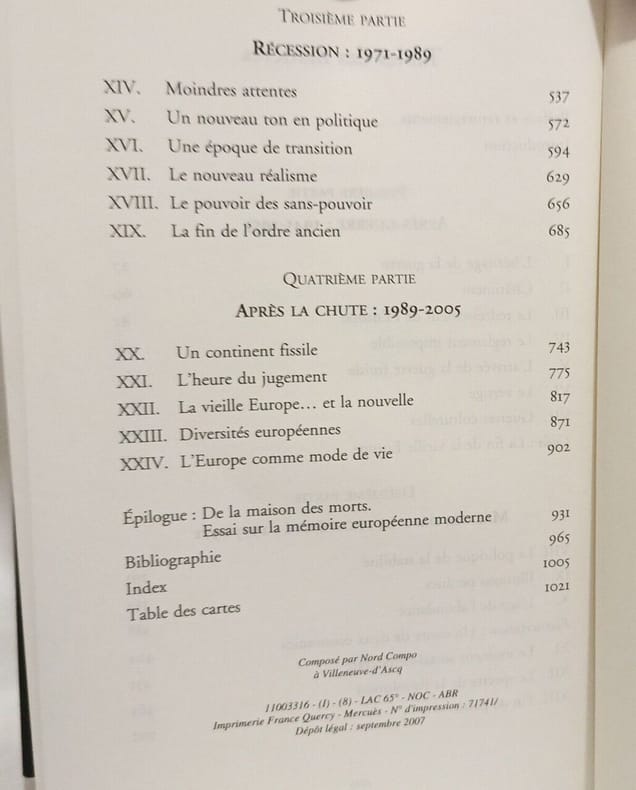 TROISIÈME PARTIE
RÉCESSION : 1971-1989
XIV. Moindres attentes 537
XV. Un nouveau ton en politique 572
XVI. Une époque de transition 594
XVII. Le nouveau réalisme 629
XVIII. Le pouvoir des sans-pouvoir 656
XIX. La fin de l'ordre ancien 685
QUATRIÈME PARTIE
APRÈS LA CHUTE : 1989-2005
XX. Un continent fissile 743
XXI. L'heure du jugement 775
XXII. La vieille Europe... et la nouvelle 817
XXIII. Diversités européennes 871
XXIV. L'Europe comme mode de vie 902
Épilogue : De la maison des morts.
Essai sur la mémoire européenne moderne 931
Bibliographie 965
Index 1005
Table des cartes 1021
Composé par Nord Compo
à Villeneuve-d'Ascq
11003316 - (I) - (8) - LAC 65° - NOC - ABR
Imprimerie France Quercy - Mercuès - N° d'impression : 71741/
Dépôt légal : septembre 2007